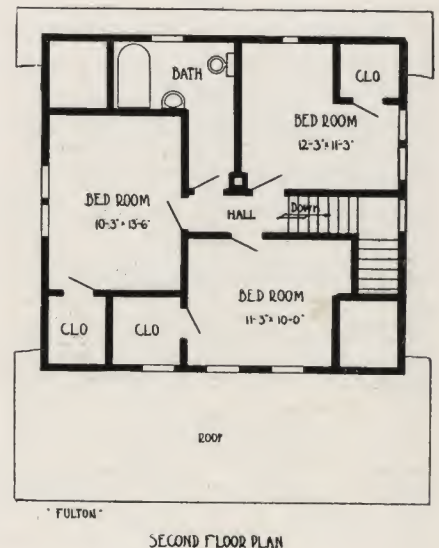 BATH
CLO
BED ROOM
12-3" x 11-3"
BED ROOM
10-3" x 13-6"
HALL
Down
BED ROOM
11-3" x 10-0"
CLO
CLO
ROOF
"FULTON"
SECOND FLOOR PLAN